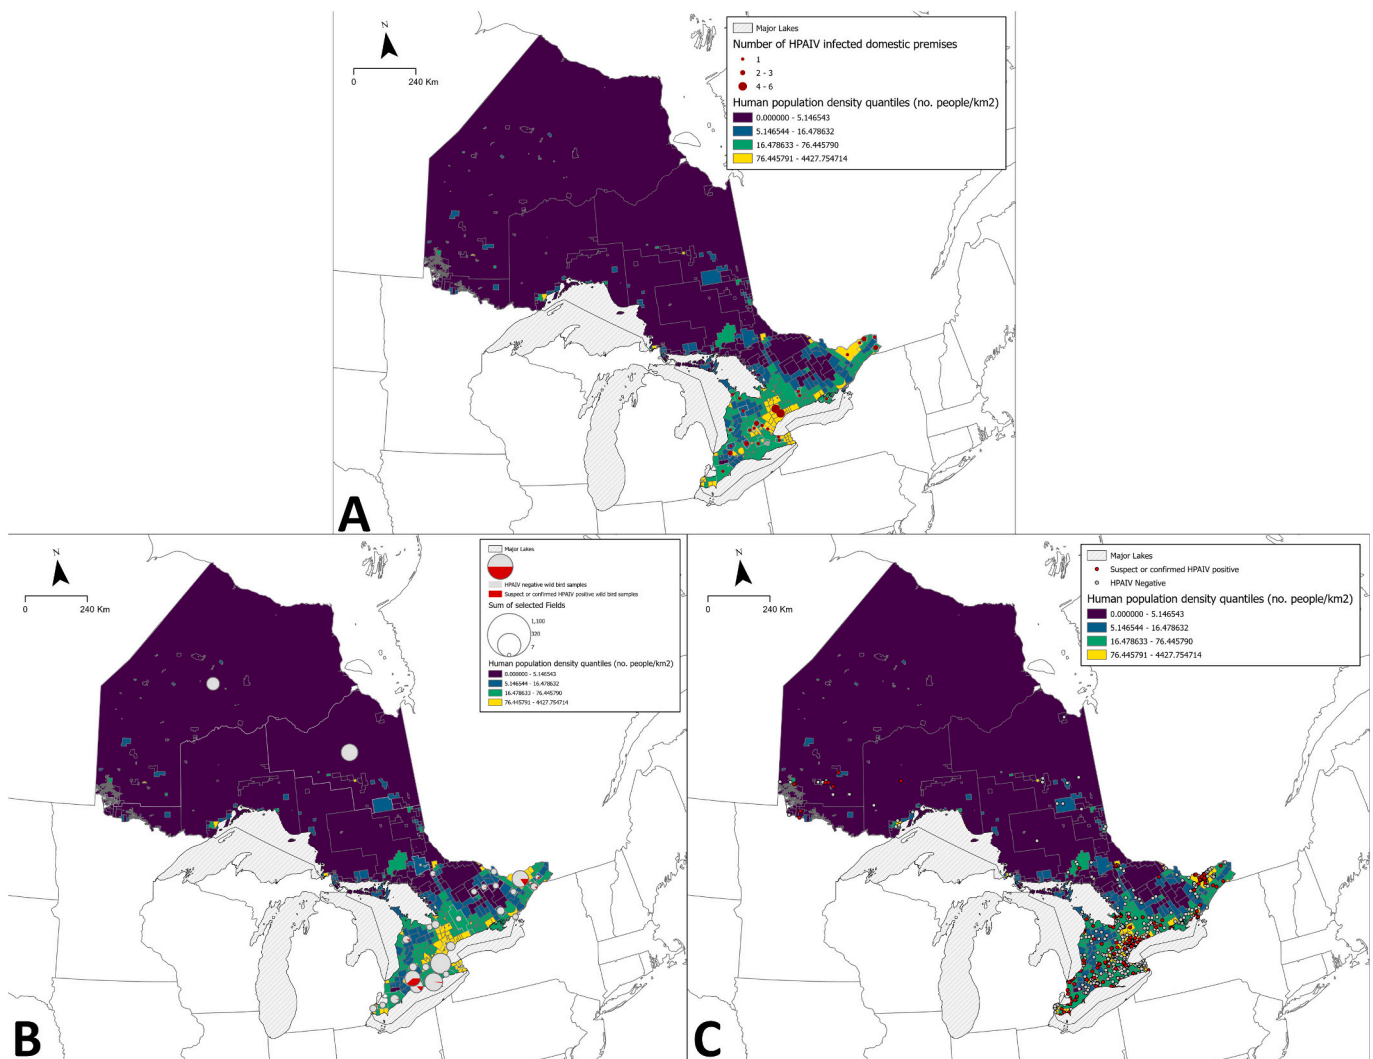 N
0 240 Km
Major Lakes
Number of HPAIV infected domestic premises
1
2 - 3
4 - 6
Human population density quantiles (no. people/km2)
0.000000 - 5.146543
5.146544 - 16.478632
16.478633 - 76.445790
76.445791 - 4427.754714
A
N
0 240 Km
Major Lakes
HPAIV negative wild bird samples
Suspect or confirmed HPAIV positive wild bird samples
Sum of selected Fields
1,100
320
7
Human population density quantiles (no. people/km2)
0.000000 - 5.146543
5.146544 - 16.478632
16.478633 - 76.445790
76.445791 - 4427.754714
B
N
0 240 Km
Major Lakes
Suspect or confirmed HPAIV positive
HPAIV Negative
Human population density quantiles (no. people/km2)
0.000000 - 5.146543
5.146544 - 16.478632
16.478633 - 76.445790
76.445791 - 4427.754714
C